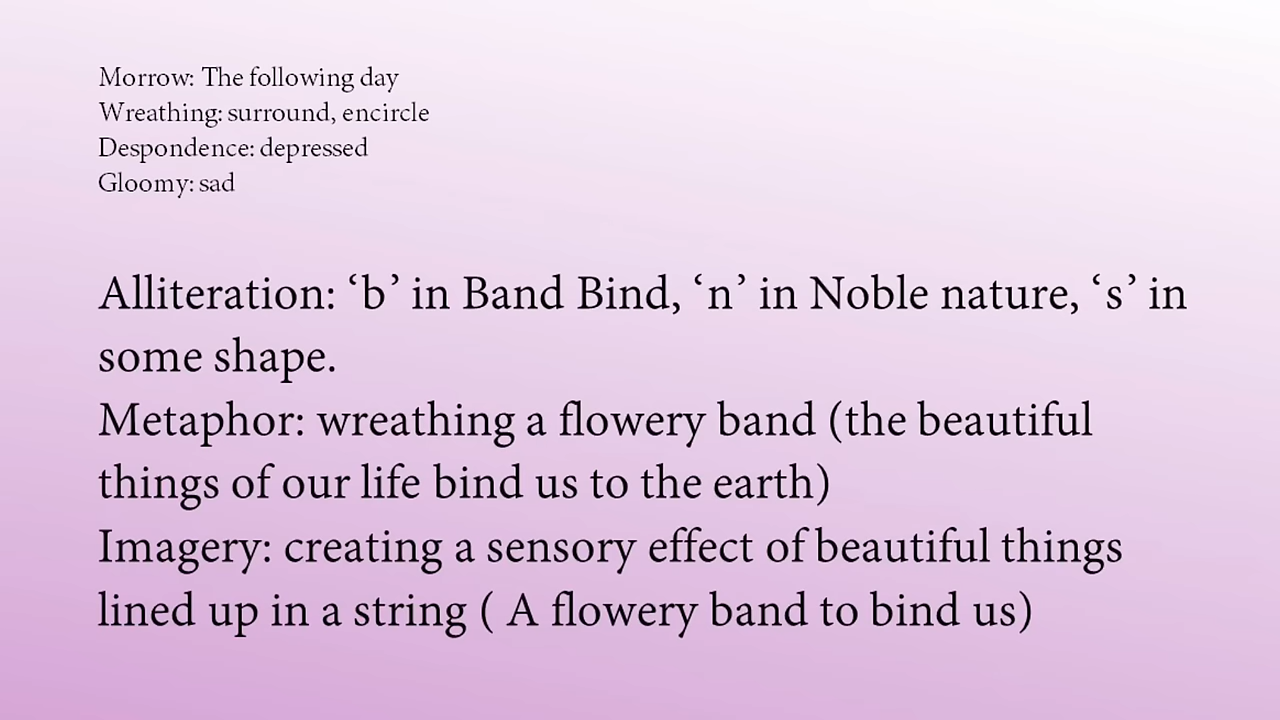 Morrow: The following day
Wreathing: surround, encircle
Despondence: depressed
Gloomy: sad
Alliteration: ‘b’ in Band Bind, ‘n’ in Noble nature, ‘s’ in
some shape.
Metaphor: wreathing a flowery band (the beautiful
things of our life bind us to the earth)
Imagery: creating a sensory effect of beautiful things
lined up in a string ( A flowery band to bind us)